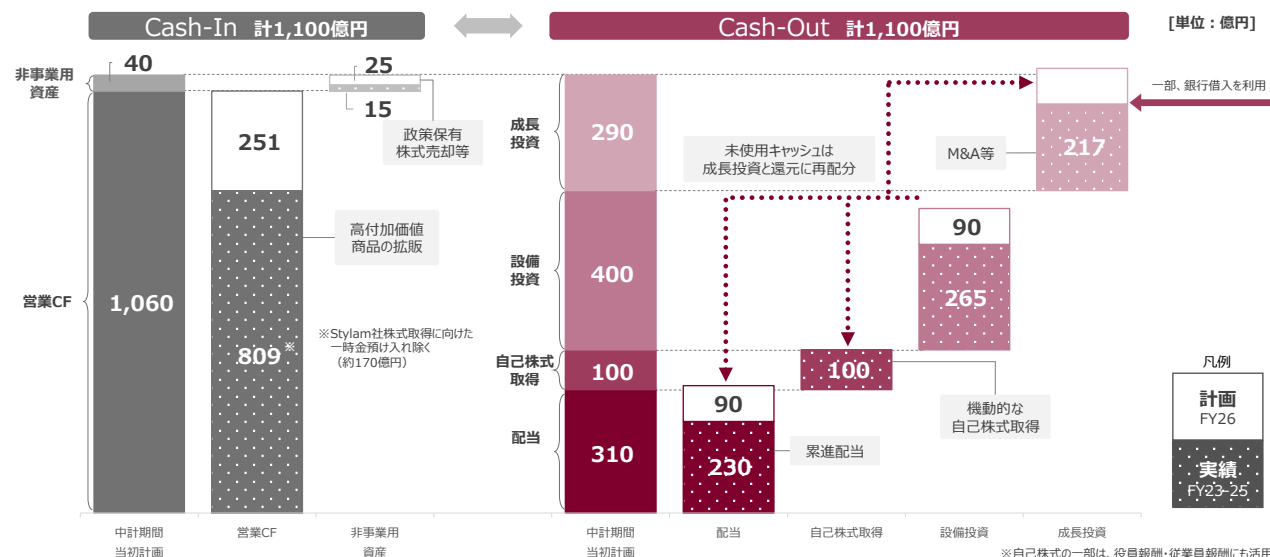 Cash-In 計1,100億円
Cash-Out 計1,100億円
[単位：億円]
非事業用
資産
営業CF
40
1,060
251
809※
25
15
政策保有
株式売却等
高付加価値
商品の拡販
※Stylam社株式取得に向けた
一時金預け入れ除く
（約170億円）
成長
投資
設備
投資
自己株式
取得
配当
290
400
100
310
未使用キャッシュは
成長投資と還元に再配分
90
230
累進配当
100
機動的な
自己株式取得
90
265
M&A等
217
一部、銀行借入を利用
凡例
計画
FY26
実績
FY23-25
中計期間
当初計画
営業CF
非事業用
資産
中計期間
当初計画
配当
自己株式取得
設備投資
成長投資
※自己株式の一部は、役員報酬・従業員報酬にも活用